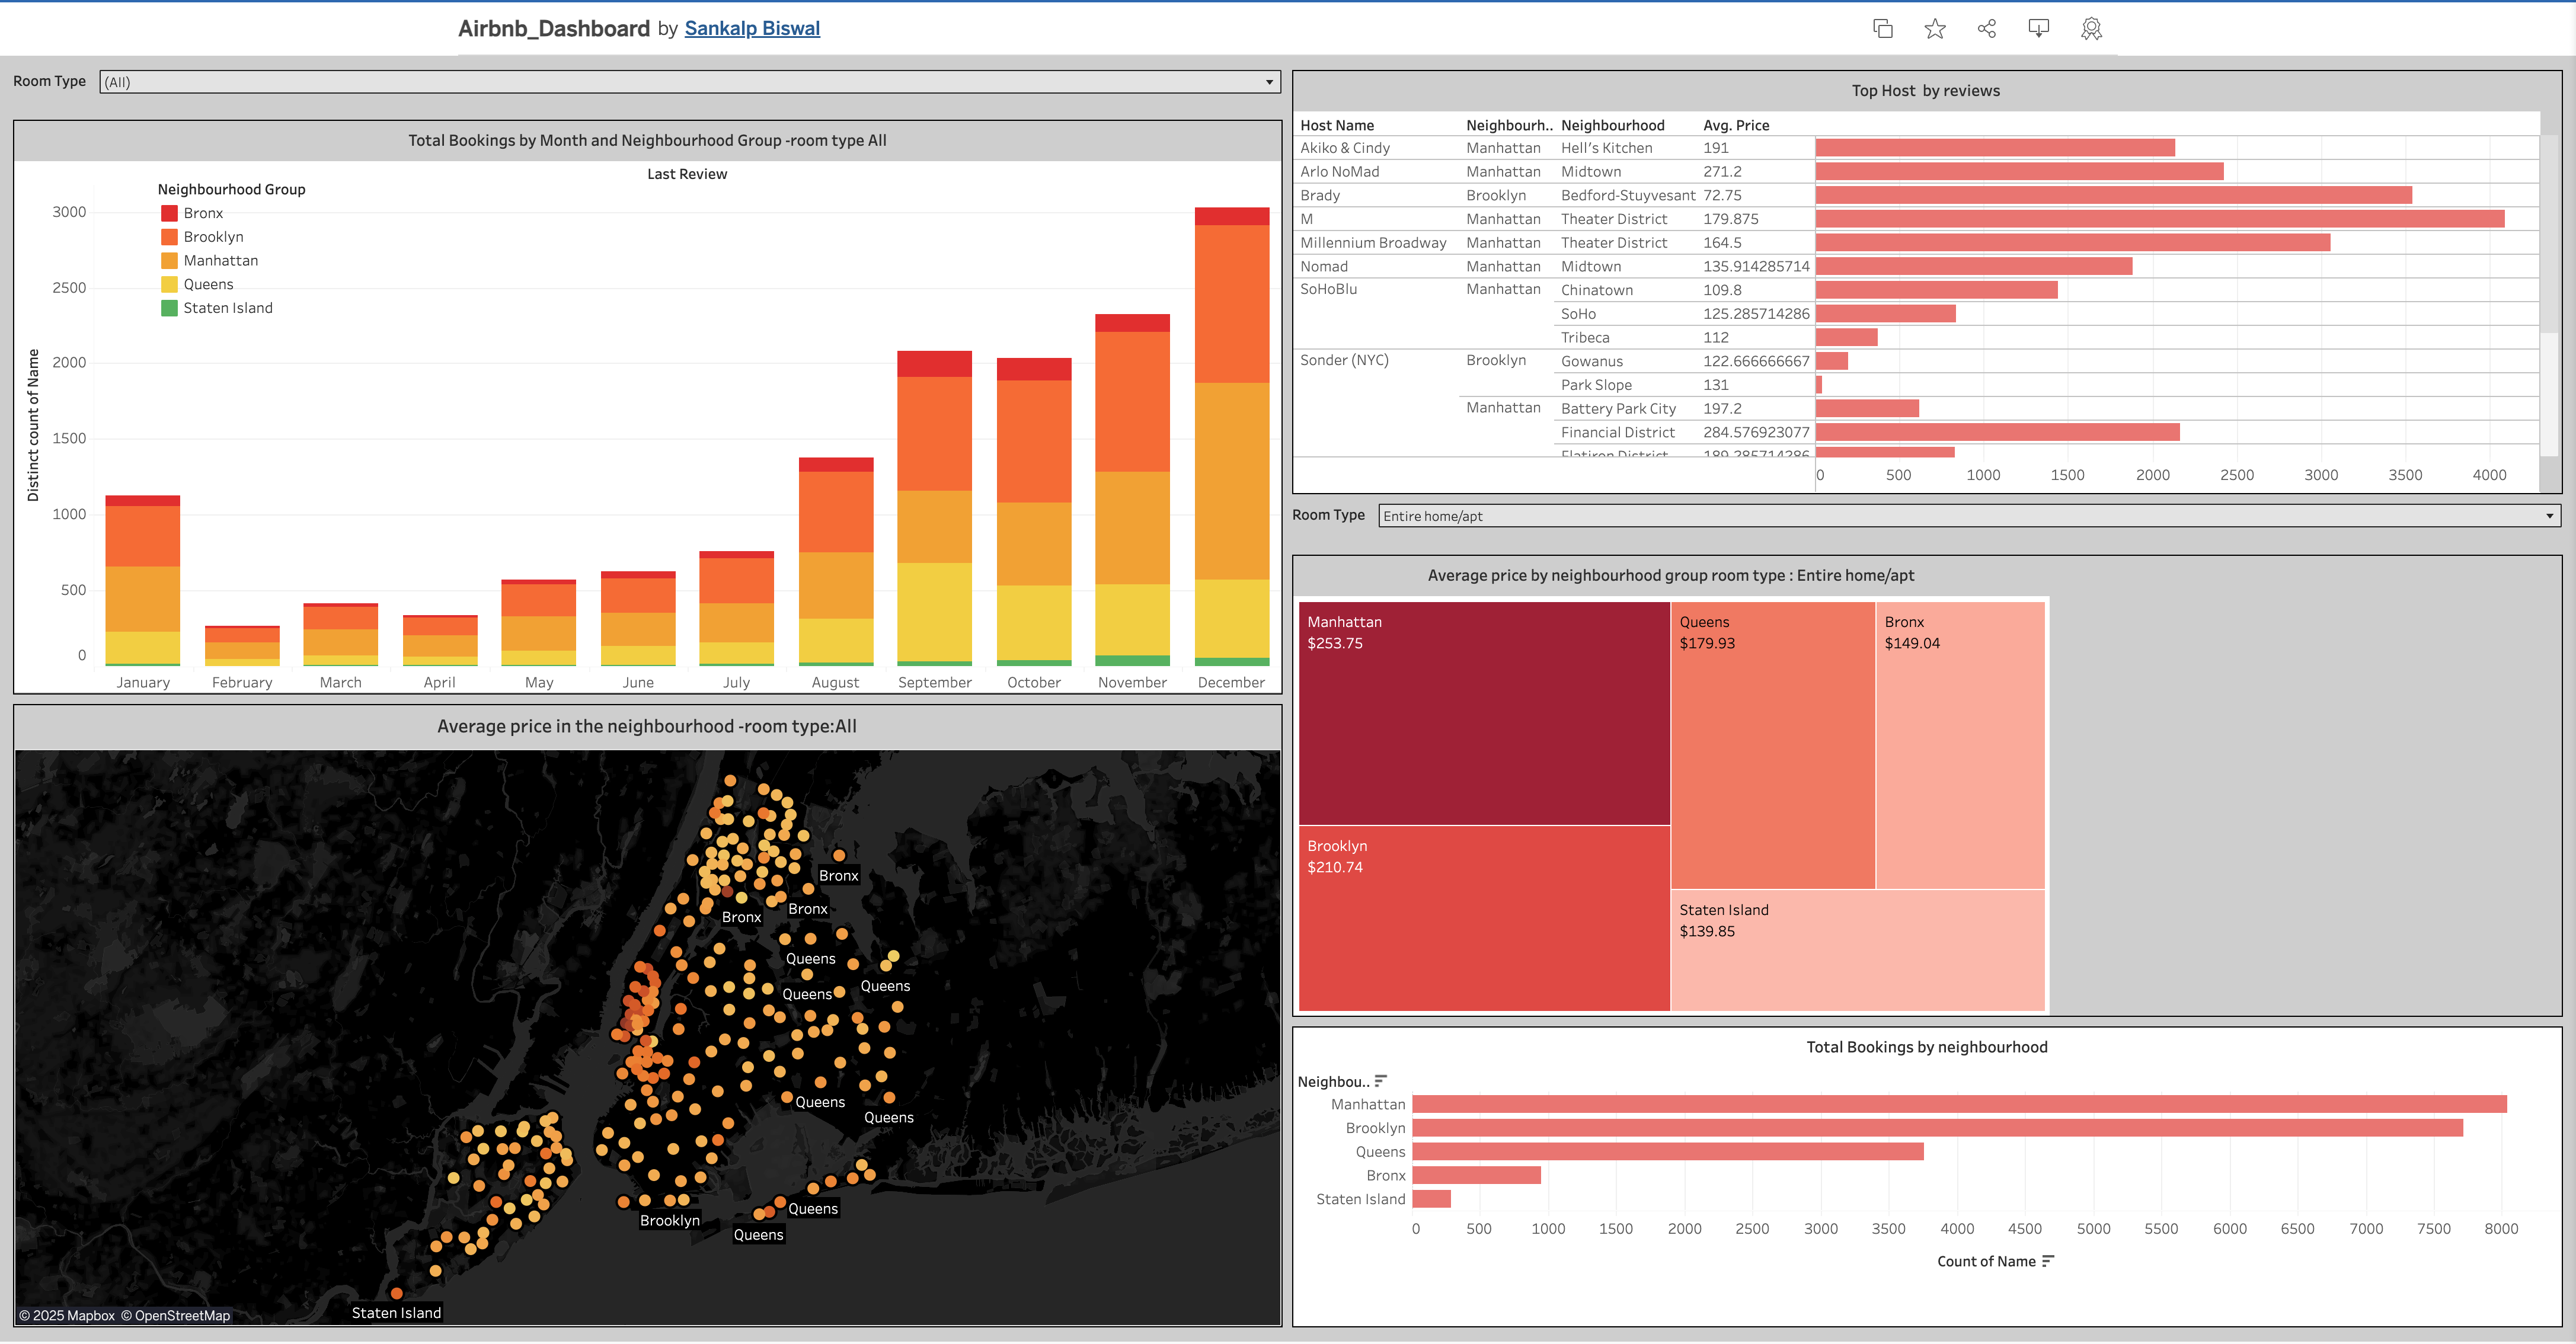 Airbnb_Dashboard by Sankalp Biswal
Room Type (All)
Total Bookings by Month and Neighbourhood Group -room type All
Last Review
Neighbourhood Group
Bronx
Brooklyn
Manhattan
Queens
Staten Island
Distinct count of Name
3000
2500
2000
1500
1000
500
0
January February March April May June July August September October November December
Average price in the neighbourhood -room type:All
Bronx
Bronx
Bronx
Queens
Queens
Queens
Queens
Queens
Queens
Brooklyn
Queens
Staten Island
© 2025 Mapbox © OpenStreetMap
Top Host by reviews
Host Name Neighbourh.. Neighbourhood Avg. Price
Akiko & Cindy Manhattan Hell's Kitchen 191
Arlo NoMad Manhattan Midtown 271.2
Brady Brooklyn Bedford-Stuyvesant 72.75
M Manhattan Theater District 179.875
Millennium Broadway Manhattan Theater District 164.5
Nomad Manhattan Midtown 135.914285714
SoHoBlu Manhattan Chinatown 109.8
SoHo 125.285714286
Tribeca 112
Sonder (NYC) Brooklyn Gowanus 122.666666667
Park Slope 131
Manhattan Battery Park City 197.2
Financial District 284.576923077
Flatiron District 189.285714286
0 500 1000 1500 2000 2500 3000 3500 4000
Room Type Entire home/apt
Average price by neighbourhood group room type : Entire home/apt
Manhattan
$253.75
Queens
$179.93
Bronx
$149.04
Brooklyn
$210.74
Staten Island
$139.85
Total Bookings by neighbourhood
Neighbou..
Manhattan
Brooklyn
Queens
Bronx
Staten Island
0 500 1000 1500 2000 2500 3000 3500 4000 4500 5000 5500 6000 6500 7000 7500 8000
Count of Name